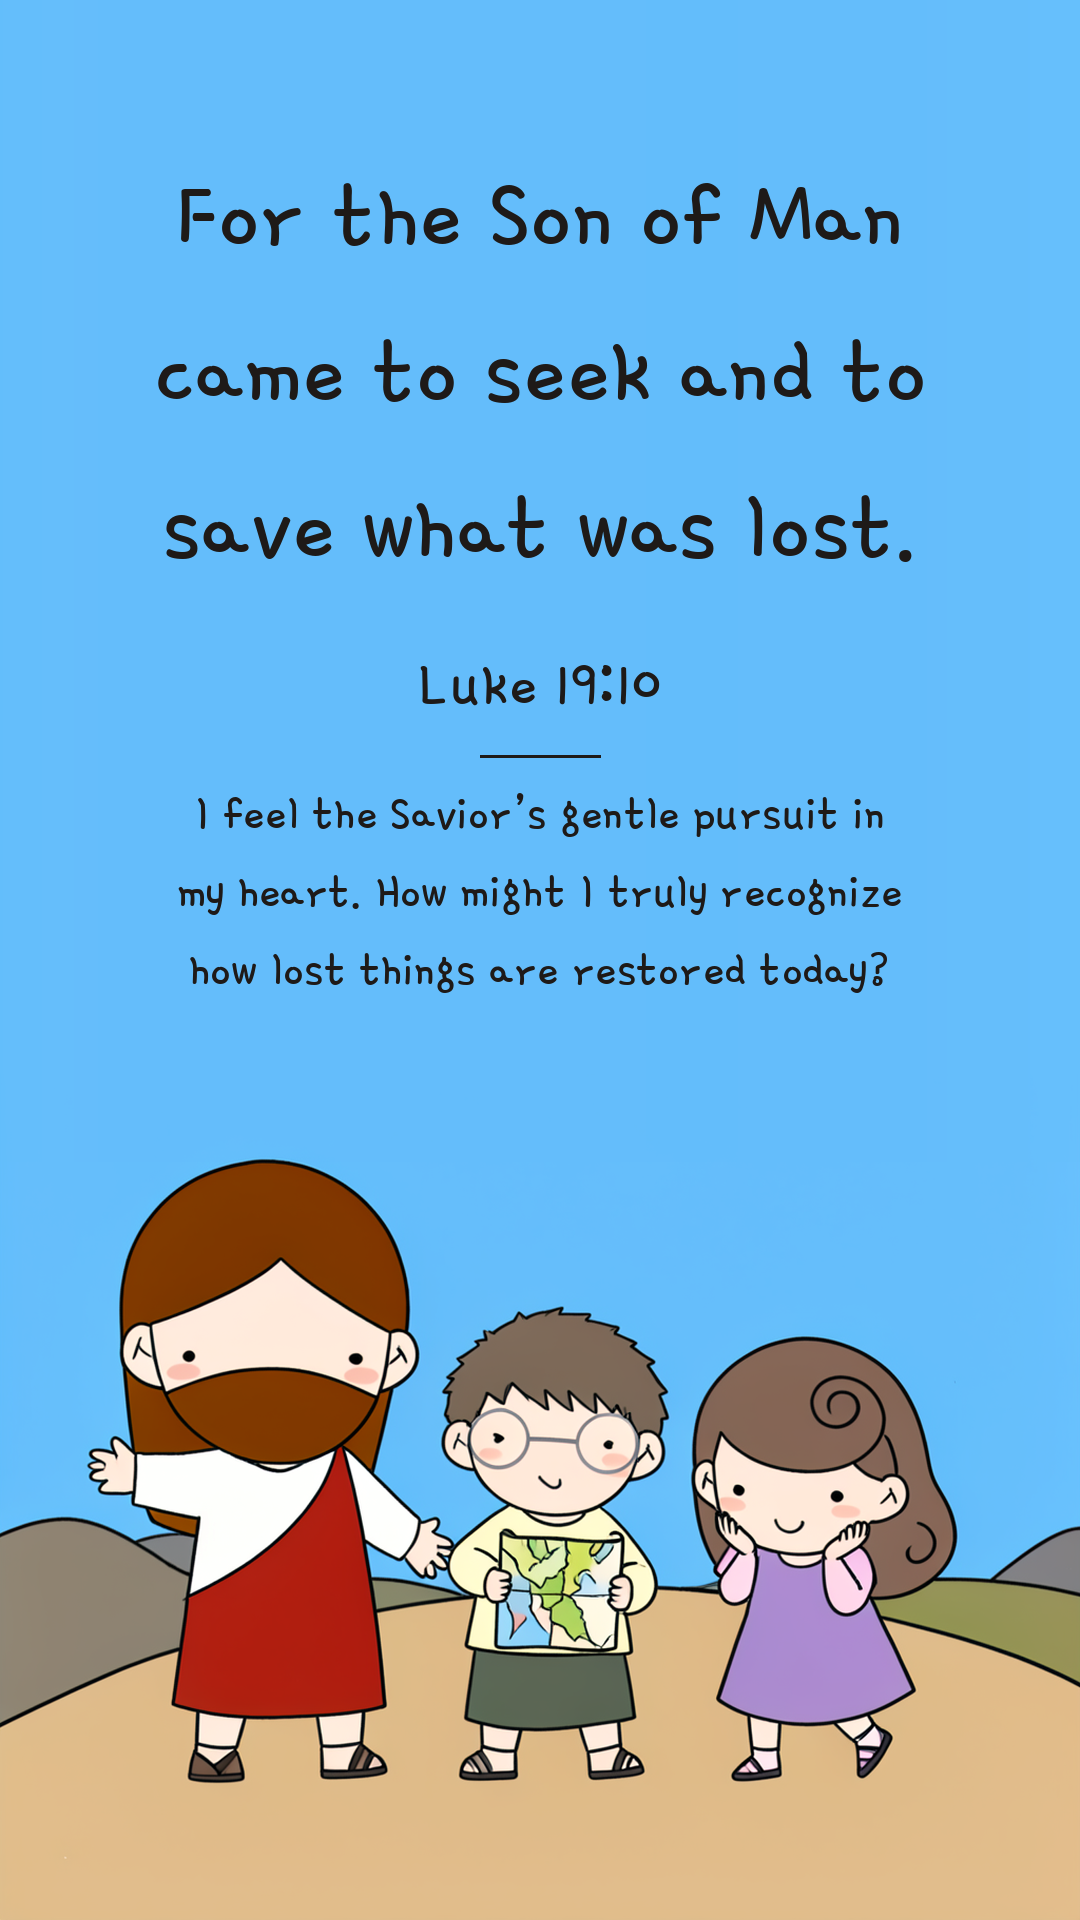 For the Son of Man
came to seek and to
save what was lost.
Luke 19:10
I feel the Savior’s gentle pursuit in
my heart. How might I truly recognize
how lost things are restored today?